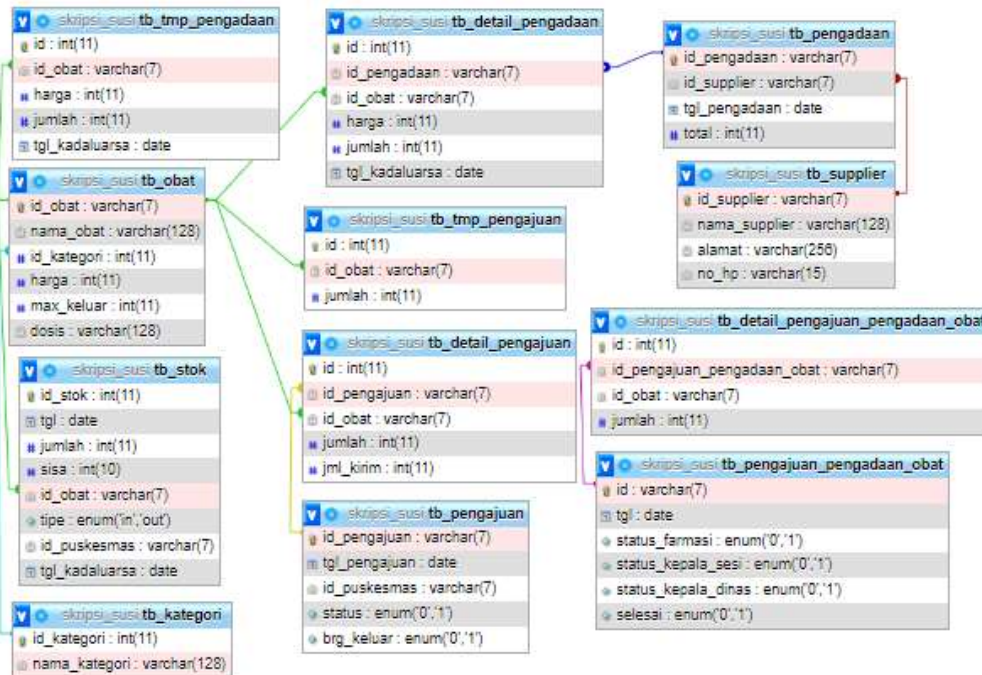 skripsi_susi tb_tmp_pengadaan
id : int(11)
id_obat : varchar(7)
harga : int(11)
jumlah : int(11)
tgl_kadaluarsa : date
skripsi_susi tb_obat
id_obat : varchar(7)
nama_obat : varchar(128)
id_kategori : int(11)
harga : int(11)
max_keluar : int(11)
dosis : varchar(128)
skripsi_susi tb_stok
id_stok : int(11)
tgl : date
jumlah : int(11)
sisa : int(10)
id_obat : varchar(7)
tipe : enum('in','out')
id_puskesmas : varchar(7)
tgl_kadaluarsa : date
skripsi_susi tb_kategori
id_kategori : int(11)
nama_kategori : varchar(128)
skripsi_susi tb_detail_pengadaan
id : int(11)
id_pengadaan : varchar(7)
id_obat : varchar(7)
harga : int(11)
jumlah : int(11)
tgl_kadaluarsa : date
skripsi_susi tb_tmp_pengajuan
id : int(11)
id_obat : varchar(7)
jumlah : int(11)
skripsi_susi tb_detail_pengajuan
id : int(11)
id_pengajuan : varchar(7)
id_obat : varchar(7)
jumlah : int(11)
jml_kirim : int(11)
skripsi_susi tb_pengajuan
id_pengajuan : varchar(7)
tgl_pengajuan : date
id_puskesmas : varchar(7)
status : enum('0','1')
brg_keluar : enum('0','1')
skripsi_susi tb_pengadaan
id_pengadaan : varchar(7)
id_supplier : varchar(7)
tgl_pengadaan : date
total : int(11)
skripsi_susi tb_supplier
id_supplier : varchar(7)
nama_supplier : varchar(128)
alamat : varchar(256)
no_hp : varchar(15)
skripsi_susi tb_detail_pengajuan_pengadaan_obat
id : int(11)
id_pengajuan_pengadaan_obat : varchar(7)
id_obat : varchar(7)
jumlah : int(11)
skripsi_susi tb_pengajuan_pengadaan_obat
id : varchar(7)
tgl : date
status_farmasi : enum('0','1')
status_kepala_sesi : enum('0','1')
status_kepala_dinas : enum('0','1')
selesai : enum('0','1')